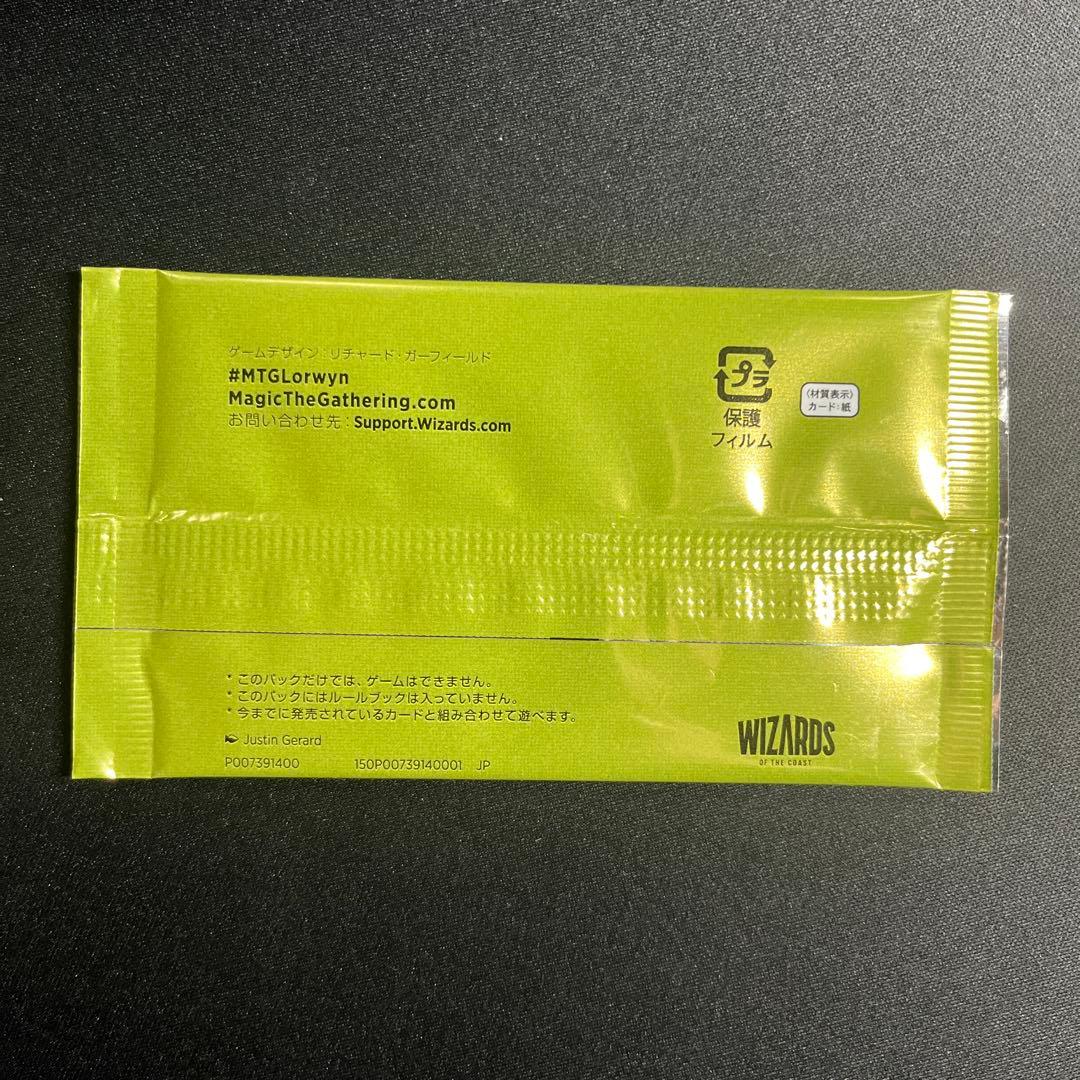 ゲームデザイン：リチャード・ガーフィールド
#MTGLorwyn
MagicTheGathering.com
お問い合わせ先：Support.Wizards.com
プラ
保護
フィルム
〈材質表示〉
カード：紙
* このパックだけでは、ゲームはできません。
* このパックにはルールブックは入っていません。
* 今までに発売されているカードと組み合わせて遊べます。
Justin Gerard
P007391400 150P00739140001 JP
WIZARDS
OF THE COAST